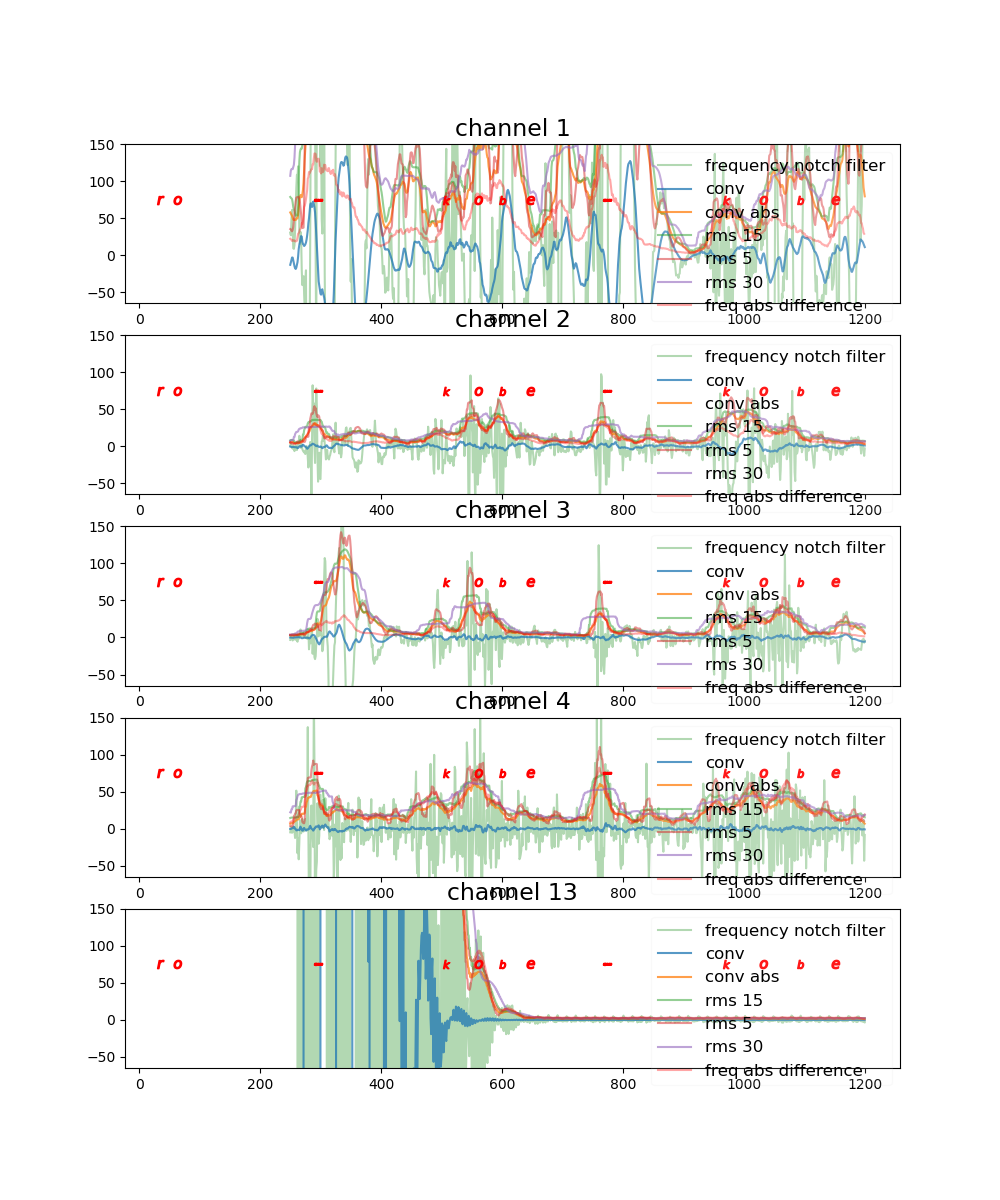 channel 1
150
100
50
0
−50
r o - k o b e - k o b e
frequency notch filter
conv
conv abs
rms 15
rms 5
rms 30
freq abs difference
0 200 400 600 800 1000 1200
channel 2
150
100
50
0
−50
r o - k o b e - k o b e
frequency notch filter
conv
conv abs
rms 15
rms 5
rms 30
freq abs difference
0 200 400 600 800 1000 1200
channel 3
150
100
50
0
−50
r o - k o b e - k o b e
frequency notch filter
conv
conv abs
rms 15
rms 5
rms 30
freq abs difference
0 200 400 600 800 1000 1200
channel 4
150
100
50
0
−50
r o - k o b e - k o b e
frequency notch filter
conv
conv abs
rms 15
rms 5
rms 30
freq abs difference
0 200 400 600 800 1000 1200
channel 13
150
100
50
0
−50
r o - k o b e - k o b e
frequency notch filter
conv
conv abs
rms 15
rms 5
rms 30
freq abs difference
0 200 400 600 800 1000 1200